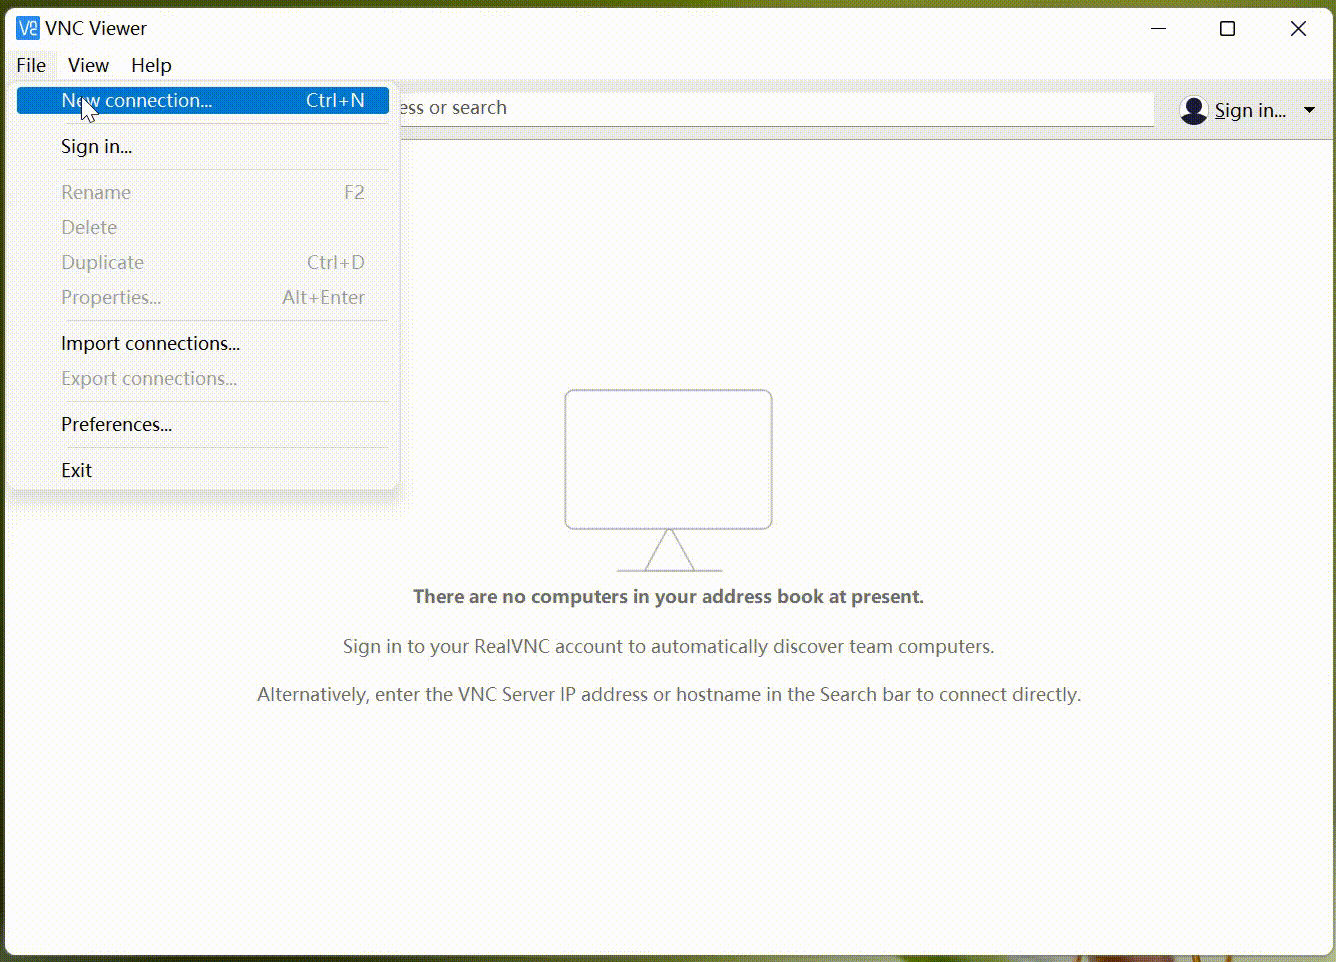 VNC Viewer
File View Help
New connection... Ctrl+N
ess or search
Sign in...
Sign in...
Rename F2
Delete
Duplicate Ctrl+D
Properties... Alt+Enter
Import connections...
Export connections...
Preferences...
Exit
There are no computers in your address book at present.
Sign in to your RealVNC account to automatically discover team computers.
Alternatively, enter the VNC Server IP address or hostname in the Search bar to connect directly.